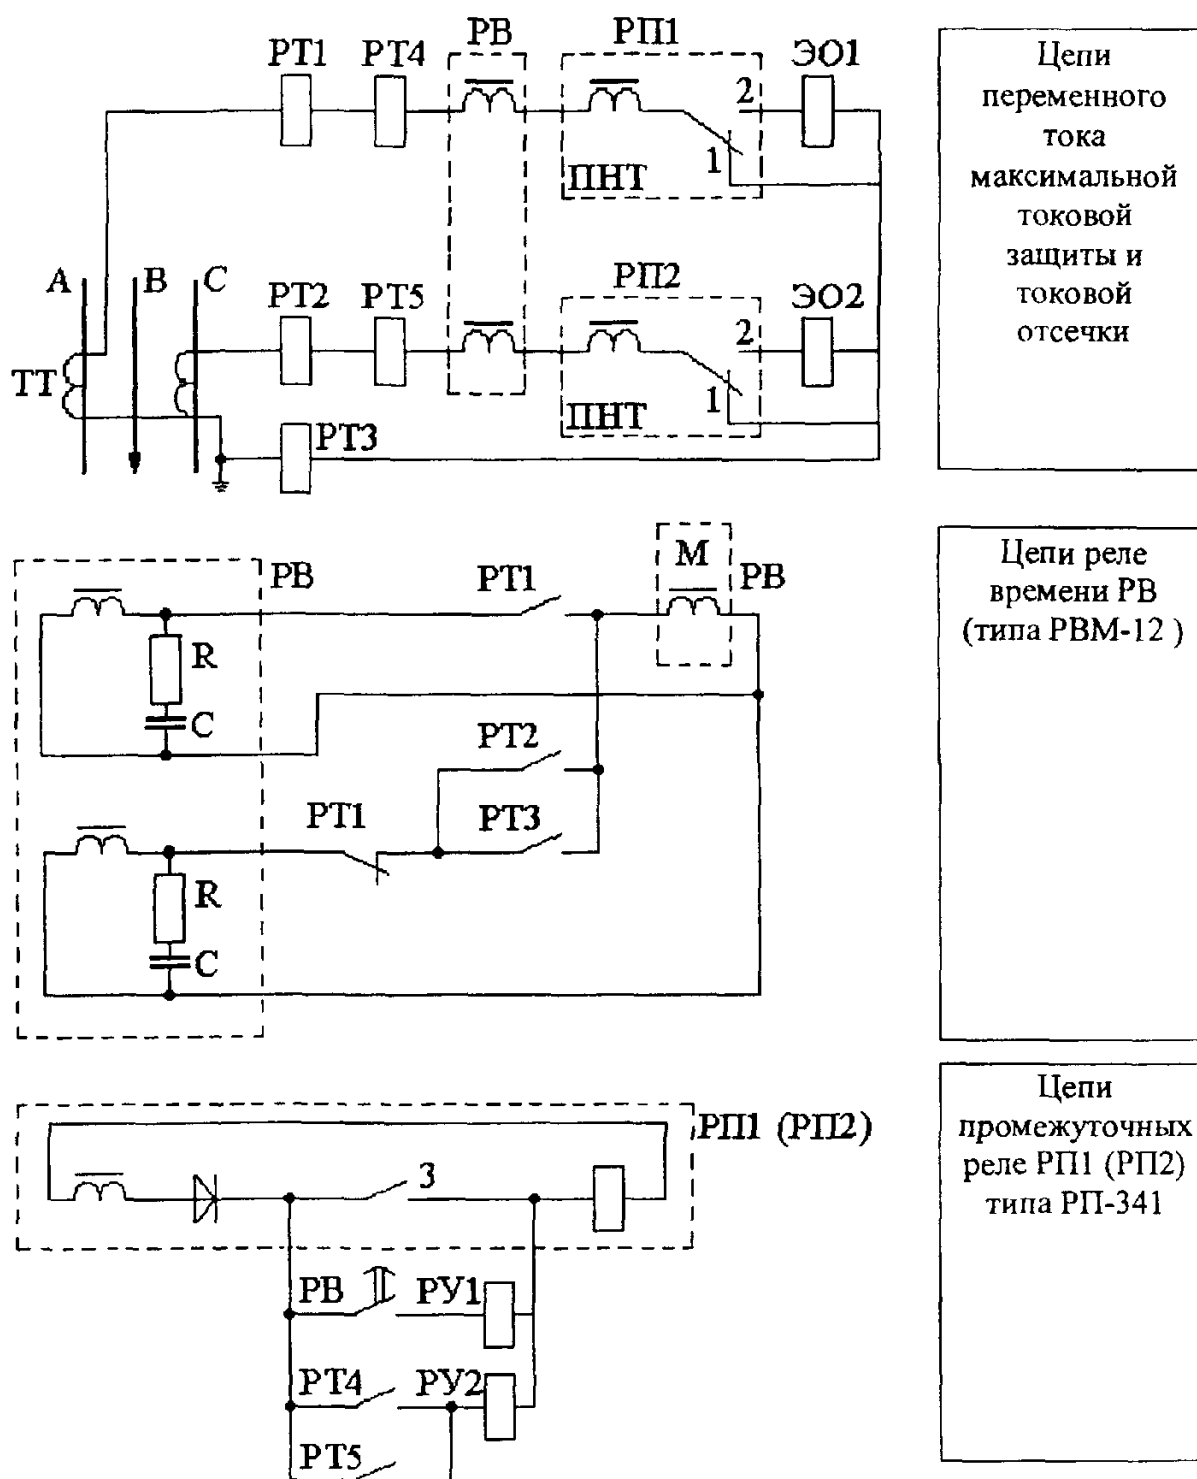 РТ1
РТ4
РВ
РП1
ЭО1
2
1
ПНТ
Цепи
переменного
тока
максимальной
токовой
защиты и
токовой
отсечки
А
В
С
РТ2
РТ5
РП2
ЭО2
2
1
ПНТ
ТТ
РТ3
РВ
РТ1
М
РВ
R
C
РТ2
РТ1
РТ3
R
C
Цепи реле
времени РВ
(типа РВМ-12 )
РП1 (РП2)
3
РВ
РУ1
РТ4
РУ2
РТ5
Цепи
промежуточных
реле РП1 (РП2)
типа РП-341